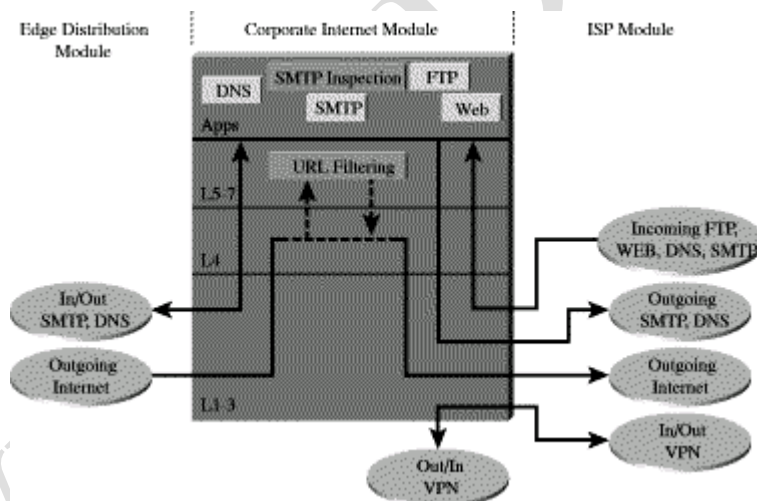 Edge Distribution
Module
Corporate Internet Module
ISP Module
DNS
SMTP Inspection
FTP
SMTP
Web
Apps
URL Filtering
L5-7
L4
Incoming FTP,
WEB, DNS, SMTP
In/Out
SMTP, DNS
Outgoing
SMTP, DNS
Outgoing
Internet
Outgoing
Internet
L1-3
Out/In
VPN
In/Out
VPN